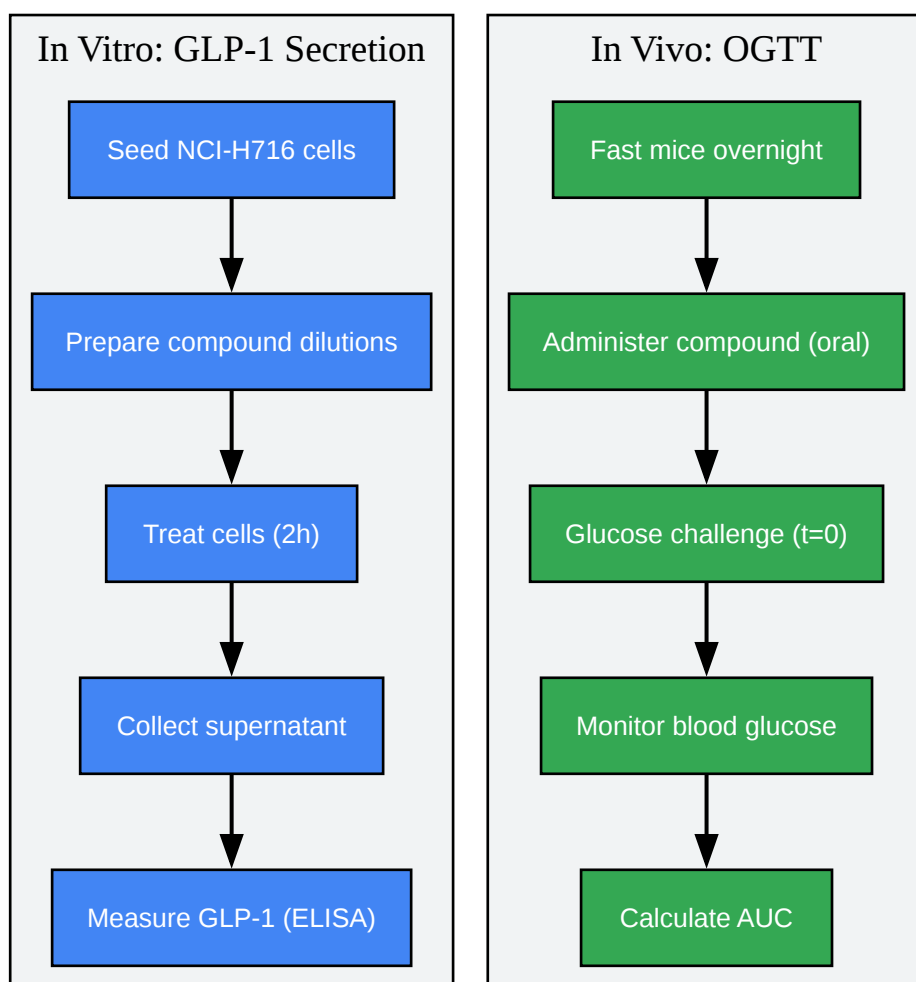 In Vitro: GLP-1 Secretion
Seed NCI-H716 cells
Prepare compound dilutions
Treat cells (2h)
Collect supernatant
Measure GLP-1 (ELISA)
In Vivo: OGTT
Fast mice overnight
Administer compound (oral)
Glucose challenge (t=0)
Monitor blood glucose
Calculate AUC